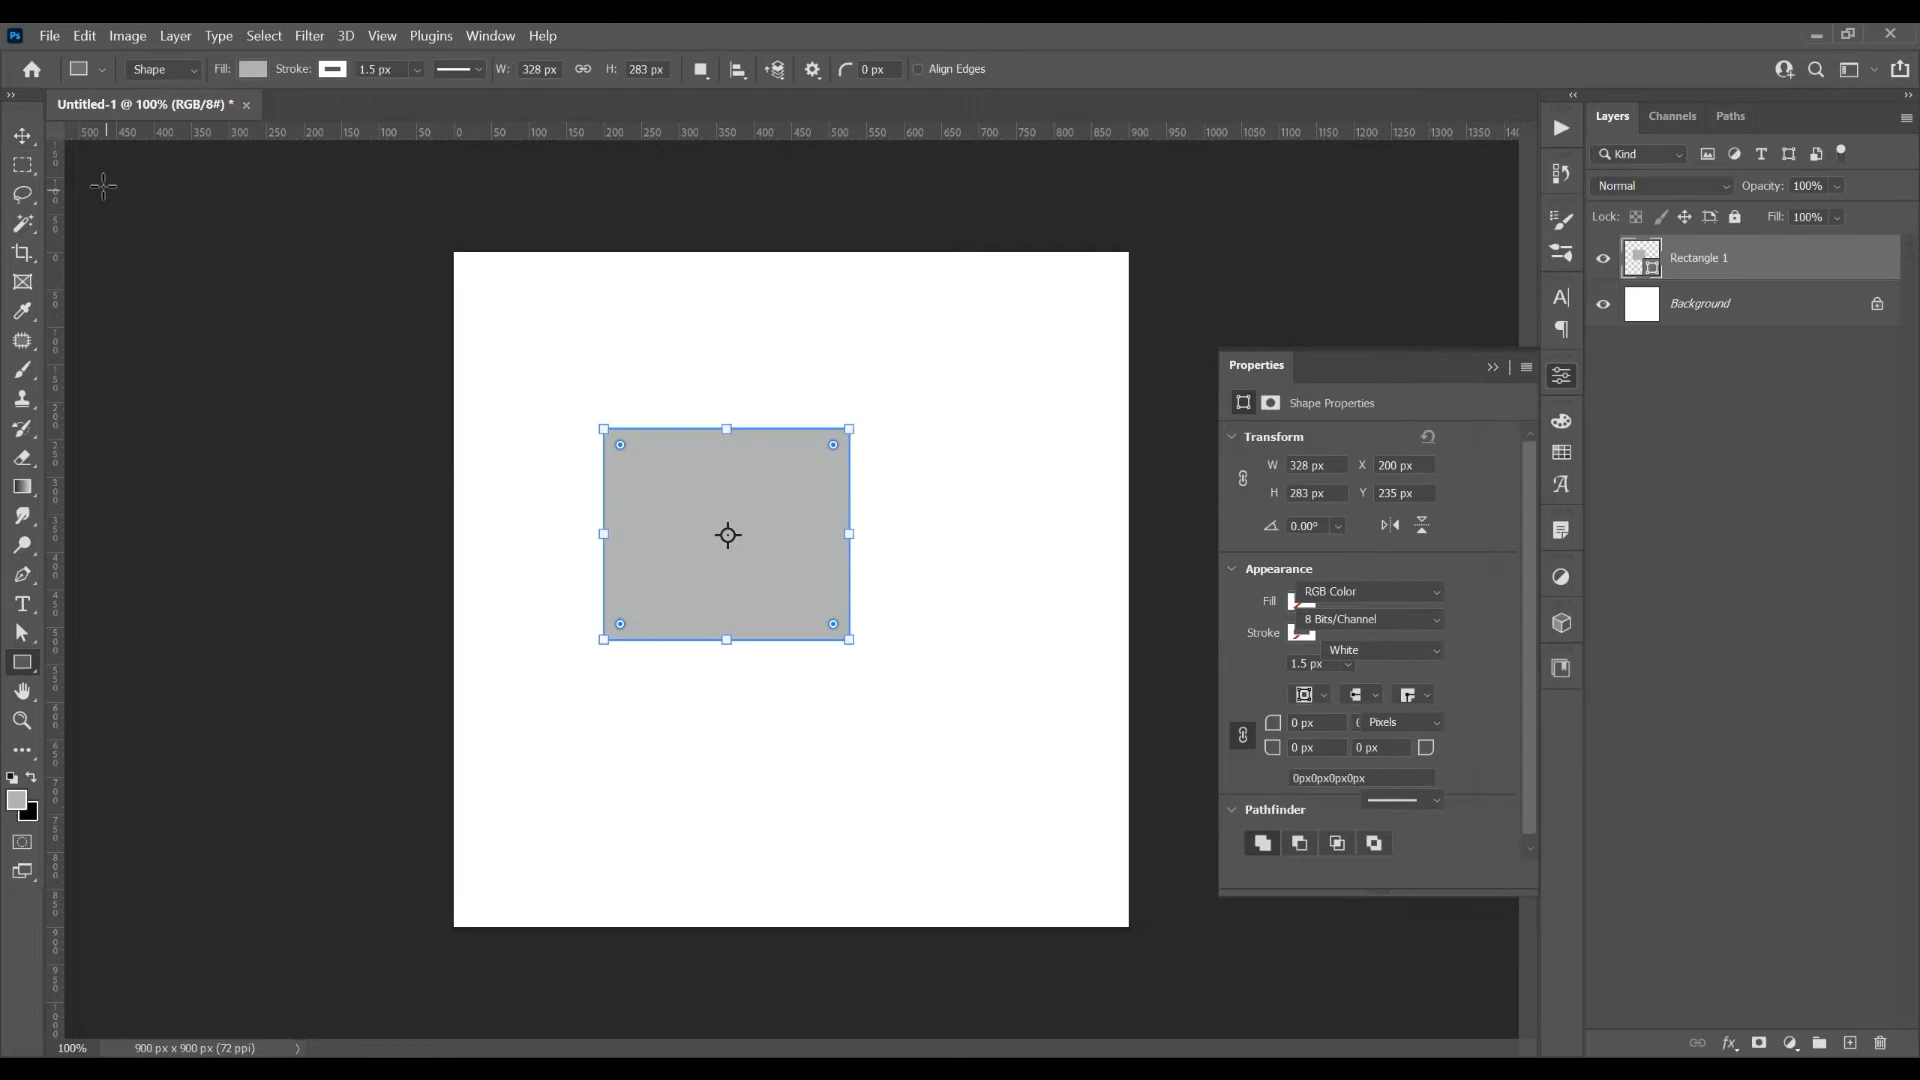 Ps File Edit Image Layer Type Select Filter 3D View Plugins Window Help
Shape Fill: Stroke: 1.5 px W: 328 px H: 283 px 0 px Align Edges
Untitled-1 @ 100% (RGB/8#) *
500 450 400 350 300 250 200 150 100 50 0 50 100 150 200 250 300 350 400 450 500 550 600 650 700 750 800 850 900 950 1000 1050 1100 1150 1200 1250 1300 1350
Layers Channels Paths
Kind
Normal Opacity: 100%
Lock: Fill: 100%
Rectangle 1
Background
Properties
Shape Properties
Transform
W 328 px X 200 px
H 283 px Y 235 px
0.00°
Appearance
Fill RGB Color
8 Bits/Channel
Stroke
White
1.5 px
0 px Pixels
0 px 0 px
0px0px0px0px
Pathfinder
100% 900 px x 900 px (72 ppi)